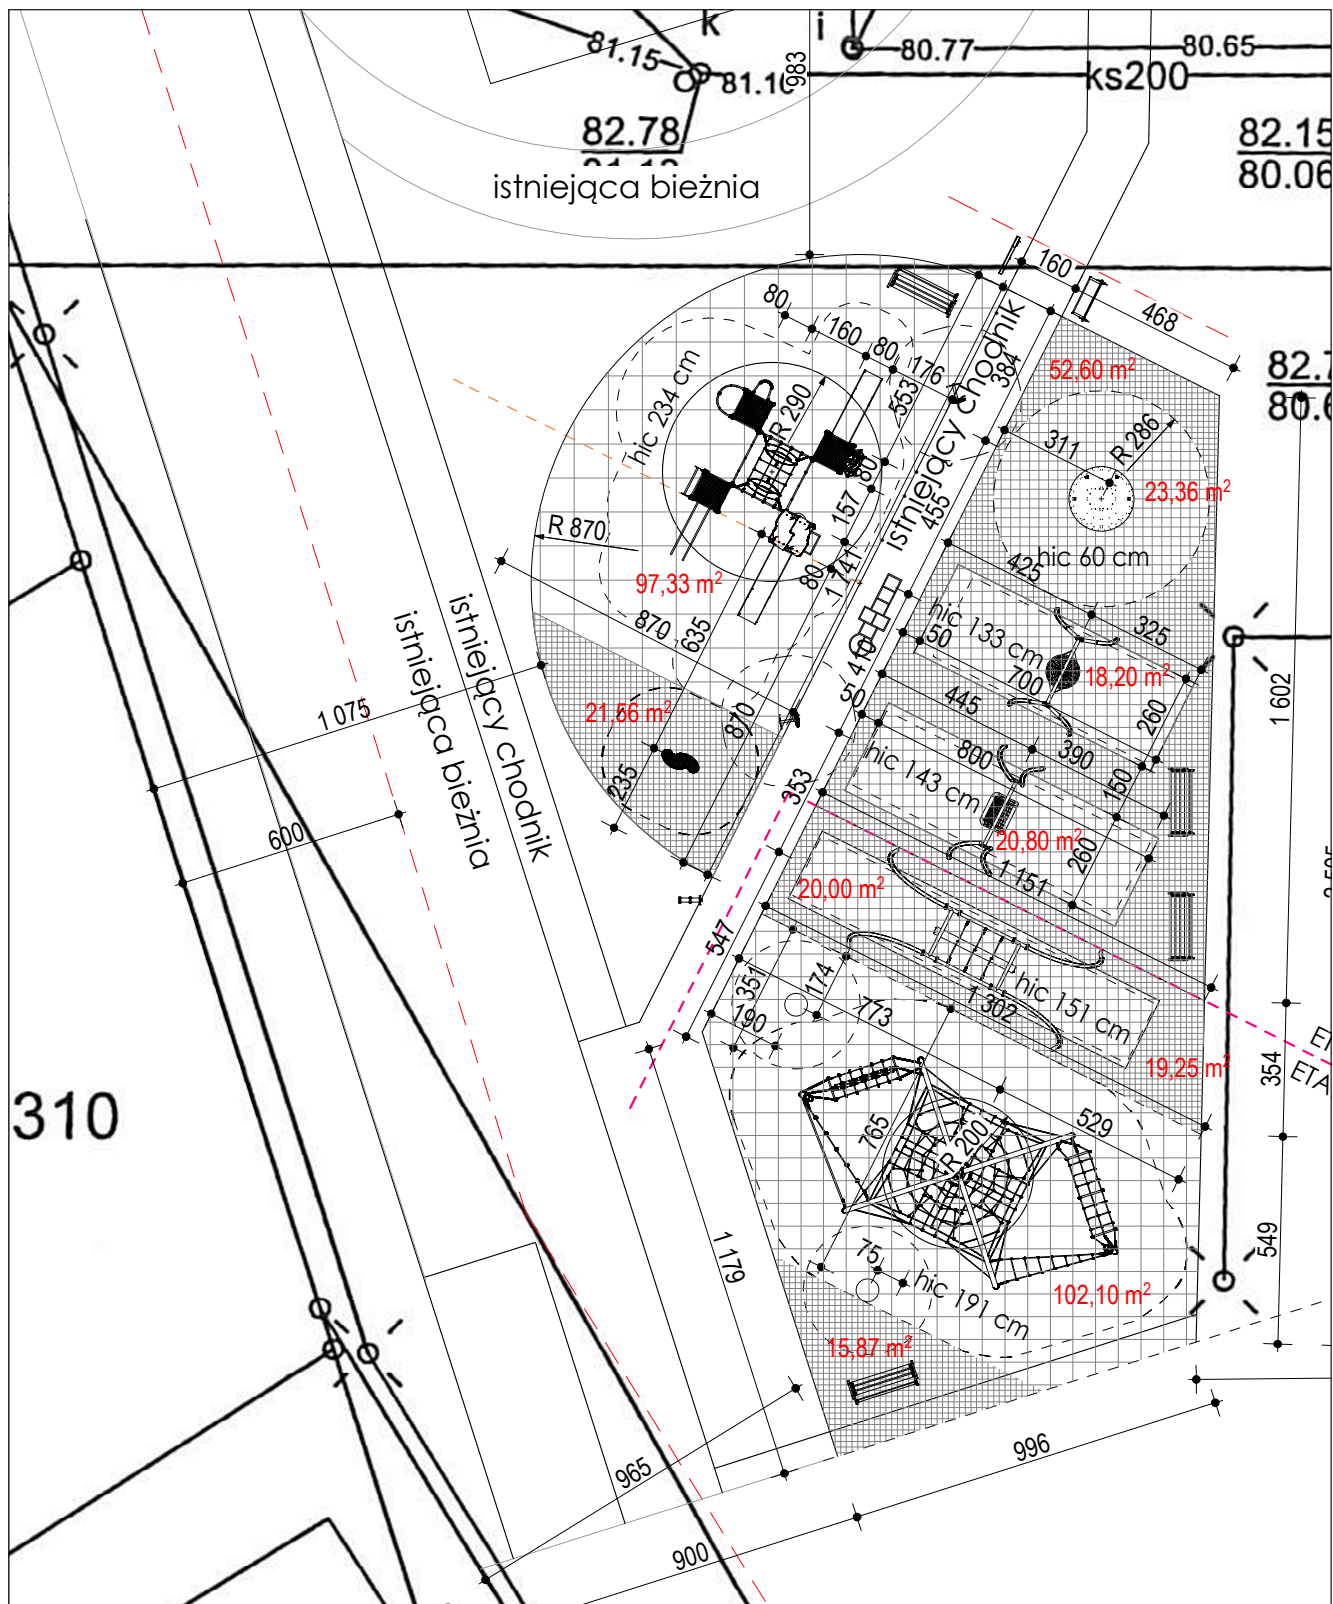 k
i
81.15
81.10
983
80.77
80.65
ks200
82.78
82.15
80.06
istniejąca bieżnia
160
468
80
160
80
176
553
384
istniejący chodnik
52,60 m²
hic 234 cm
R 290
311
R 286
23,36 m²
80
157
455
hic 60 cm
R 870
97,33 m²
80
1 741
425
325
870
635
410
hic 133 cm
50
700
18,20 m²
260
1 602
istniejący chodnik
istniejąca bieżnia
1 075
21,56 m²
870
50
445
390
800
150
hic 143 cm
235
353
20,80 m²
260
600
20,00 m²
1 151
547
351
174
190
773
1 302
hic 151 cm
19,25 m²
354
310
765
R 200
529
549
1 179
75
hic 191 cm
102,10 m²
15,87 m²
965
996
900